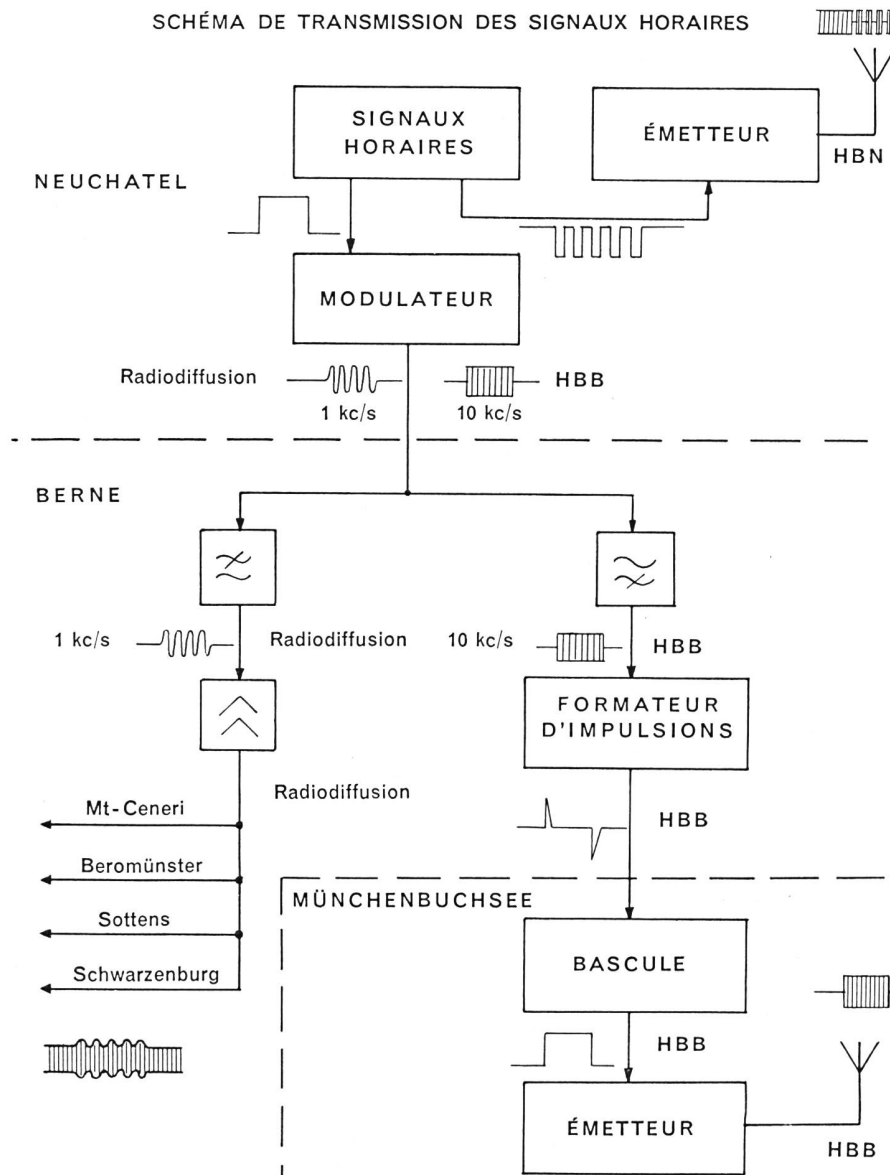 SCHÉMA DE TRANSMISSION DES SIGNAUX HORAIRES
SIGNAUX
HORAIRES
ÉMETTEUR
HBN
NEUCHATEL
MODULATEUR
Radiodiffusion
1 kc/s
10 kc/s
HBB
BERNE
1 kc/s
Radiodiffusion
10 kc/s
HBB
FORMATEUR
D'IMPULSIONS
Radiodiffusion
HBB
Mt-Ceneri
Beromünster
Sottens
Schwarzenburg
MÜNCHENBUCHSEE
BASCULE
HBB
ÉMETTEUR
HBB